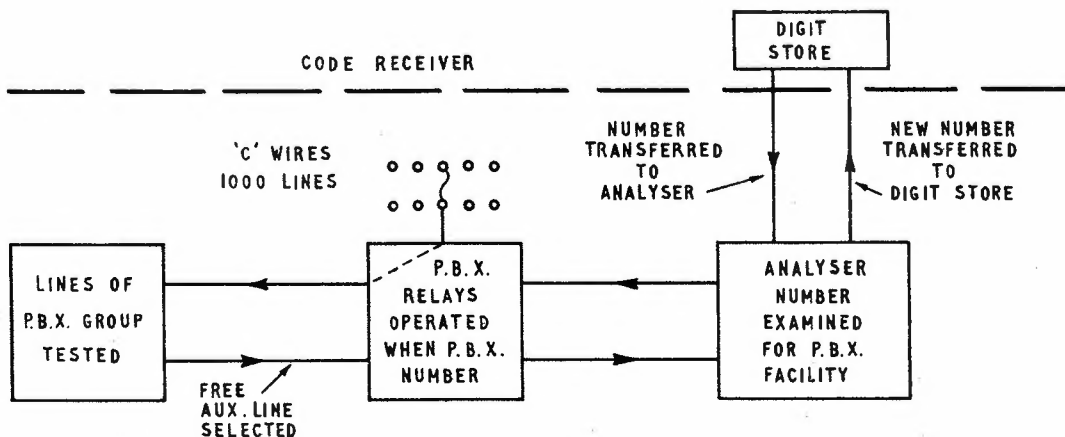 DIGIT
STORE
CODE RECEIVER
'C' WIRES
1000 LINES
NUMBER
TRANSFERRED
TO
ANALYSER
NEW NUMBER
TRANSFERRED
TO
DIGIT STORE
LINES OF
P.B.X. GROUP
TESTED
P.B.X.
RELAYS
OPERATED
WHEN P.B.X.
NUMBER
ANALYSER
NUMBER
EXAMINED
FOR P.B.X.
FACILITY
FREE
AUX. LINE
SELECTED